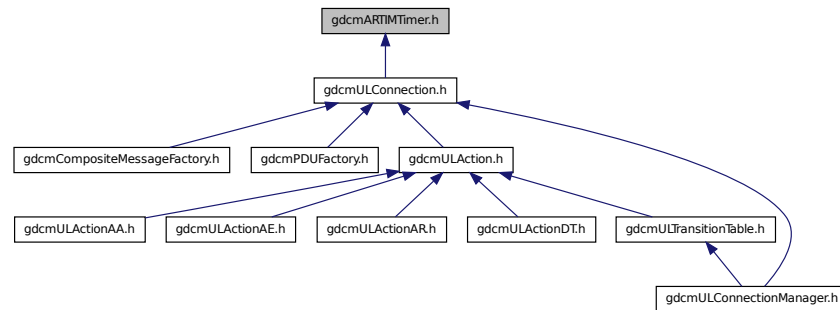 gdcmARTIMTimer.h
gdcmULConnection.h
gdcmCompositeMessageFactory.h
gdcmPDUFactory.h
gdcmULAction.h
gdcmULActionAA.h
gdcmULActionAE.h
gdcmULActionAR.h
gdcmULActionDT.h
gdcmULTransitionTable.h
gdcmULConnectionManager.h